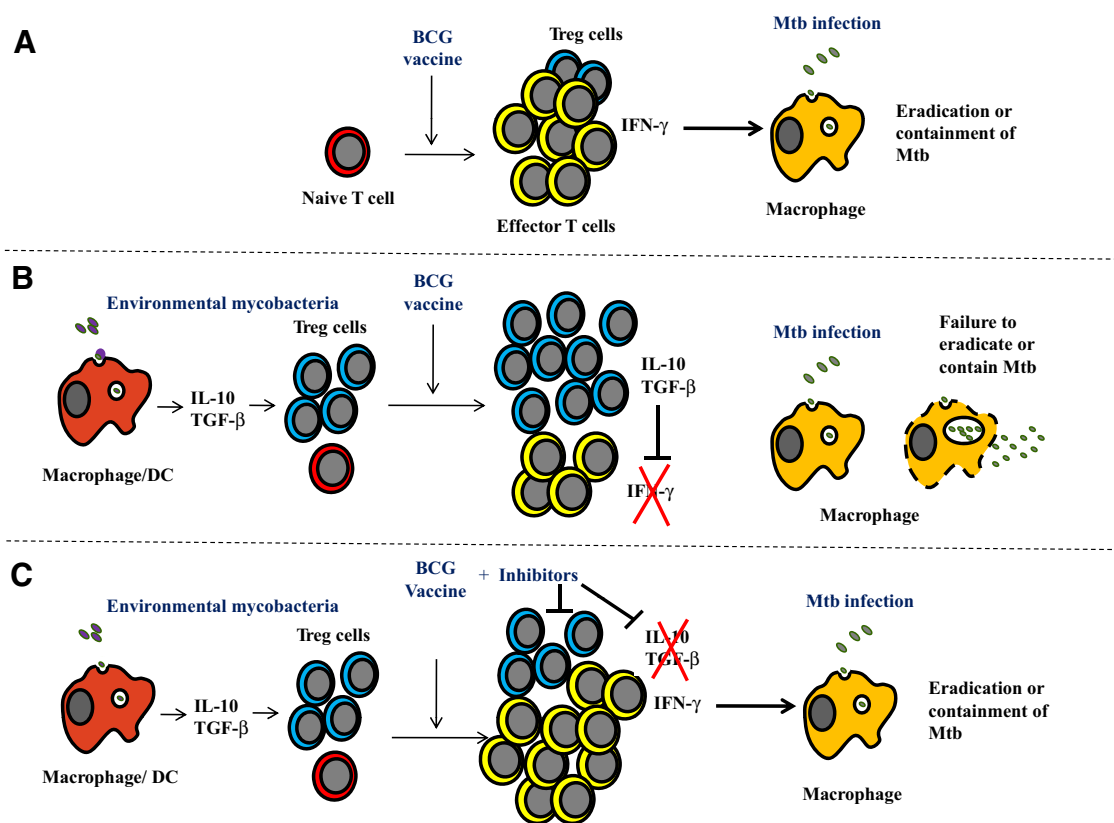 A
BCG
vaccine
Naive T cell
Treg cells
IFN-γ
Effector T cells
Mtb infection
Macrophage
Eradication or
containment of
Mtb
B
Environmental mycobacteria
Macrophage/DC
IL-10
TGF-β
Treg cells
BCG
vaccine
IL-10
TGF-β
IFN-γ
Mtb infection
Failure to
eradicate or
contain Mtb
Macrophage
C
Environmental mycobacteria
Macrophage/ DC
IL-10
TGF-β
Treg cells
BCG + Inhibitors
Vaccine
IL-10
TGF-β
IFN-γ
Mtb infection
Macrophage
Eradication or
containment of
Mtb